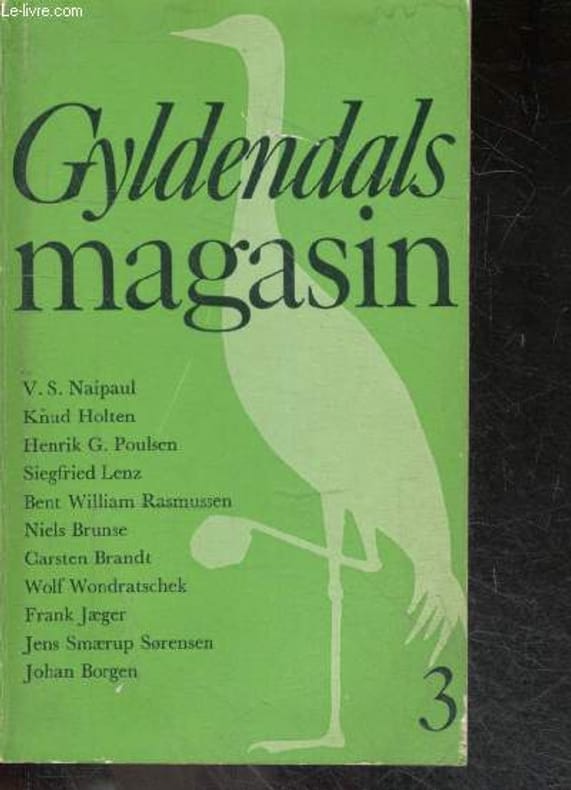 Le-livre.com
Gyldendals
magasin
V. S. Naipaul
Knud Holten
Henrik G. Poulsen
Siegfried Lenz
Bent William Rasmussen
Niels Brunse
Carsten Brandt
Wolf Wondratschek
Frank Jæger
Jens Smærup Sørensen
Johan Borgen
3